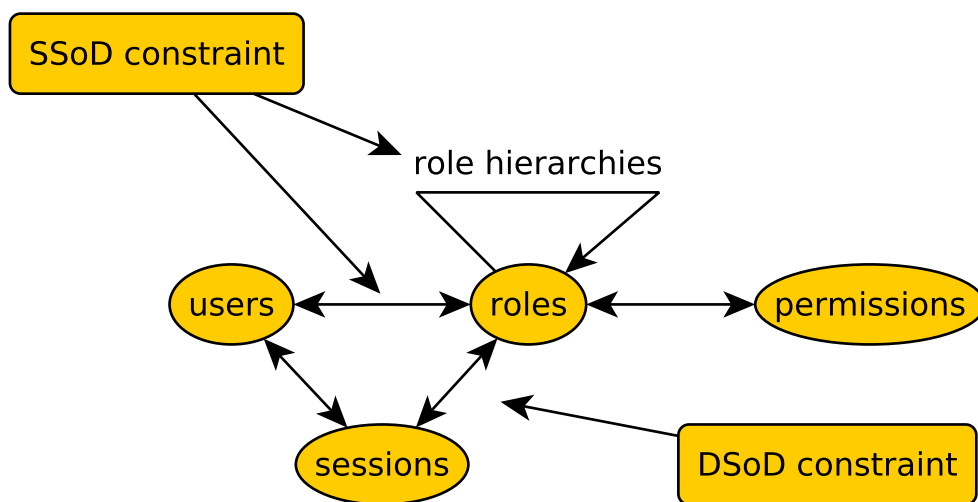 SSoD constraint
role hierarchies
users
roles
permissions
sessions
DSoD constraint